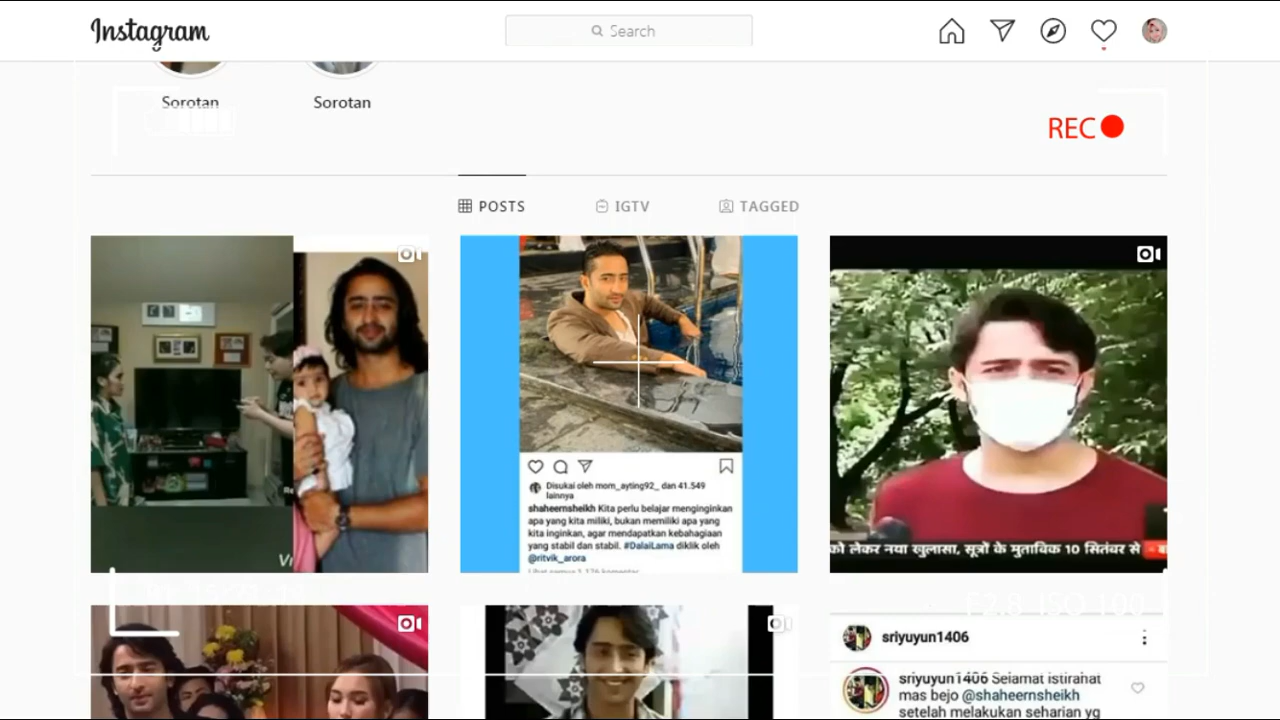 Instagram
Search
Sorotan
Sorotan
REC
POSTS
IGTV
TAGGED
Disukai oleh mom_ayting92_ dan 41.549
lainnya
shaheernsheikh Kita perlu belajar menginginkan
apa yang kita miliki, bukan memiliki apa yang
kita inginkan, agar mendapatkan kebahagiaan
yang stabil dan stabil. #DalaiLama diklik oleh
@ritvik_arora
को लेकर नया खुलासा, सूत्रों के मुताबिक 10 सितंबर से
sriyuyun1406
sriyuyun1406 Selamat istirahat
mas bejo @shaheernsheikh
setelah melakukan seharian yg